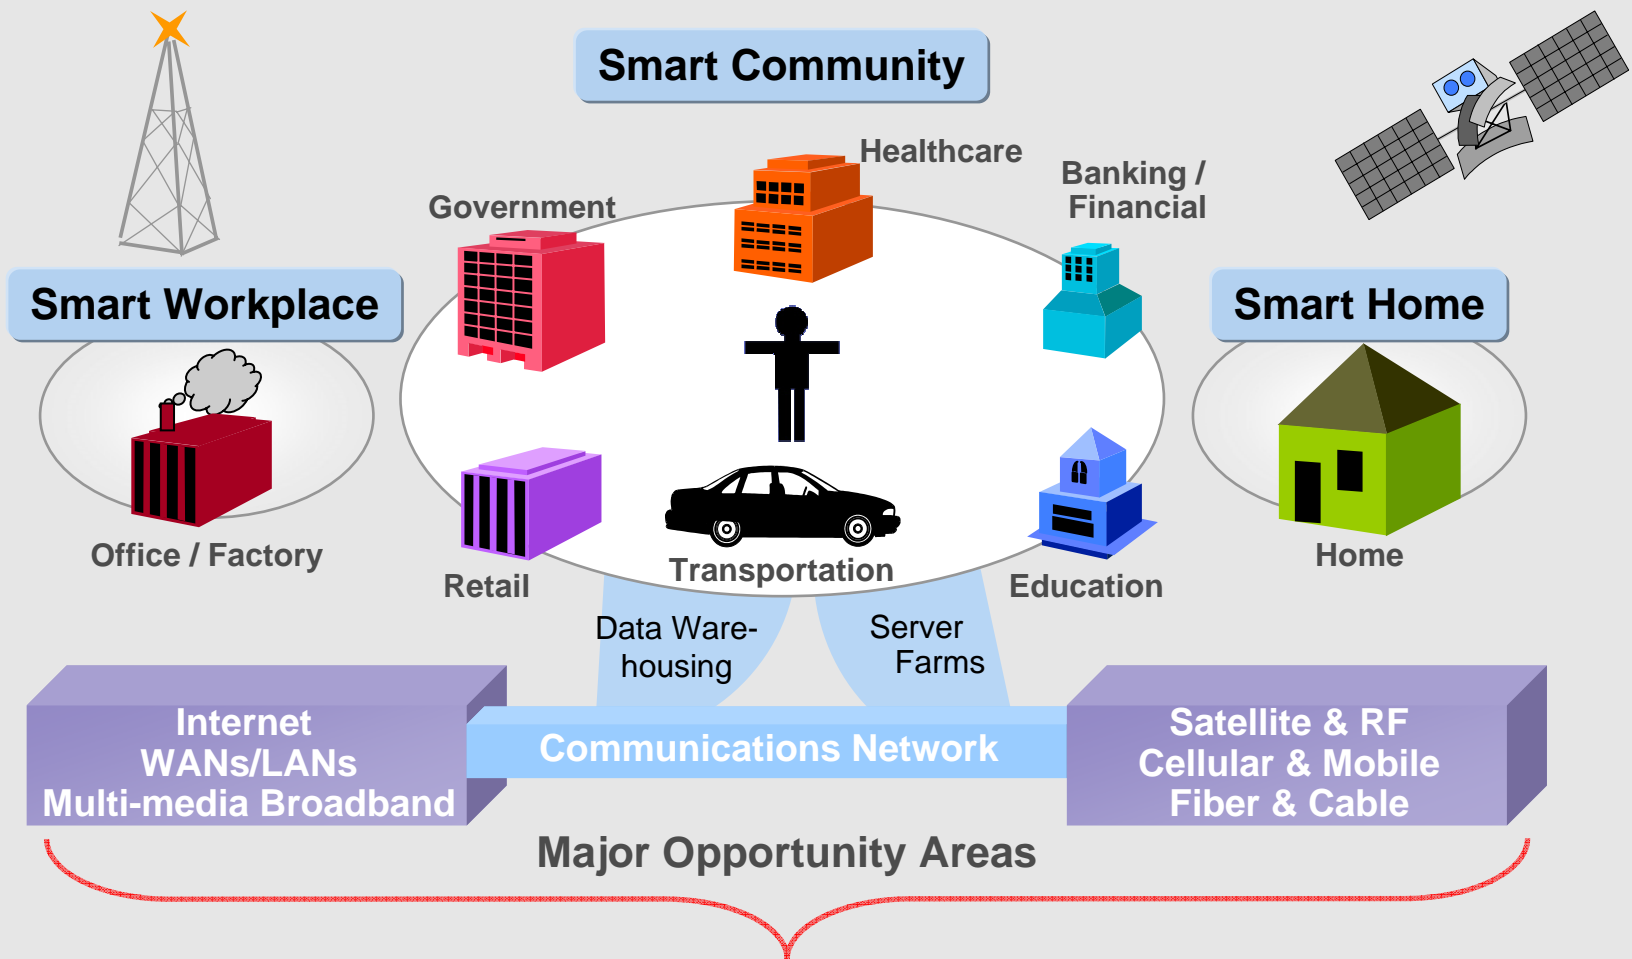 Smart Community
Healthcare
Banking /
Financial
Government
Smart Workplace
Smart Home
Office / Factory
Retail
Transportation
Education
Home
Data Ware-
housing
Server
Farms
Internet
WANs/LANs
Multi-media Broadband
Communications Network
Satellite & RF
Cellular & Mobile
Fiber & Cable
Major Opportunity Areas